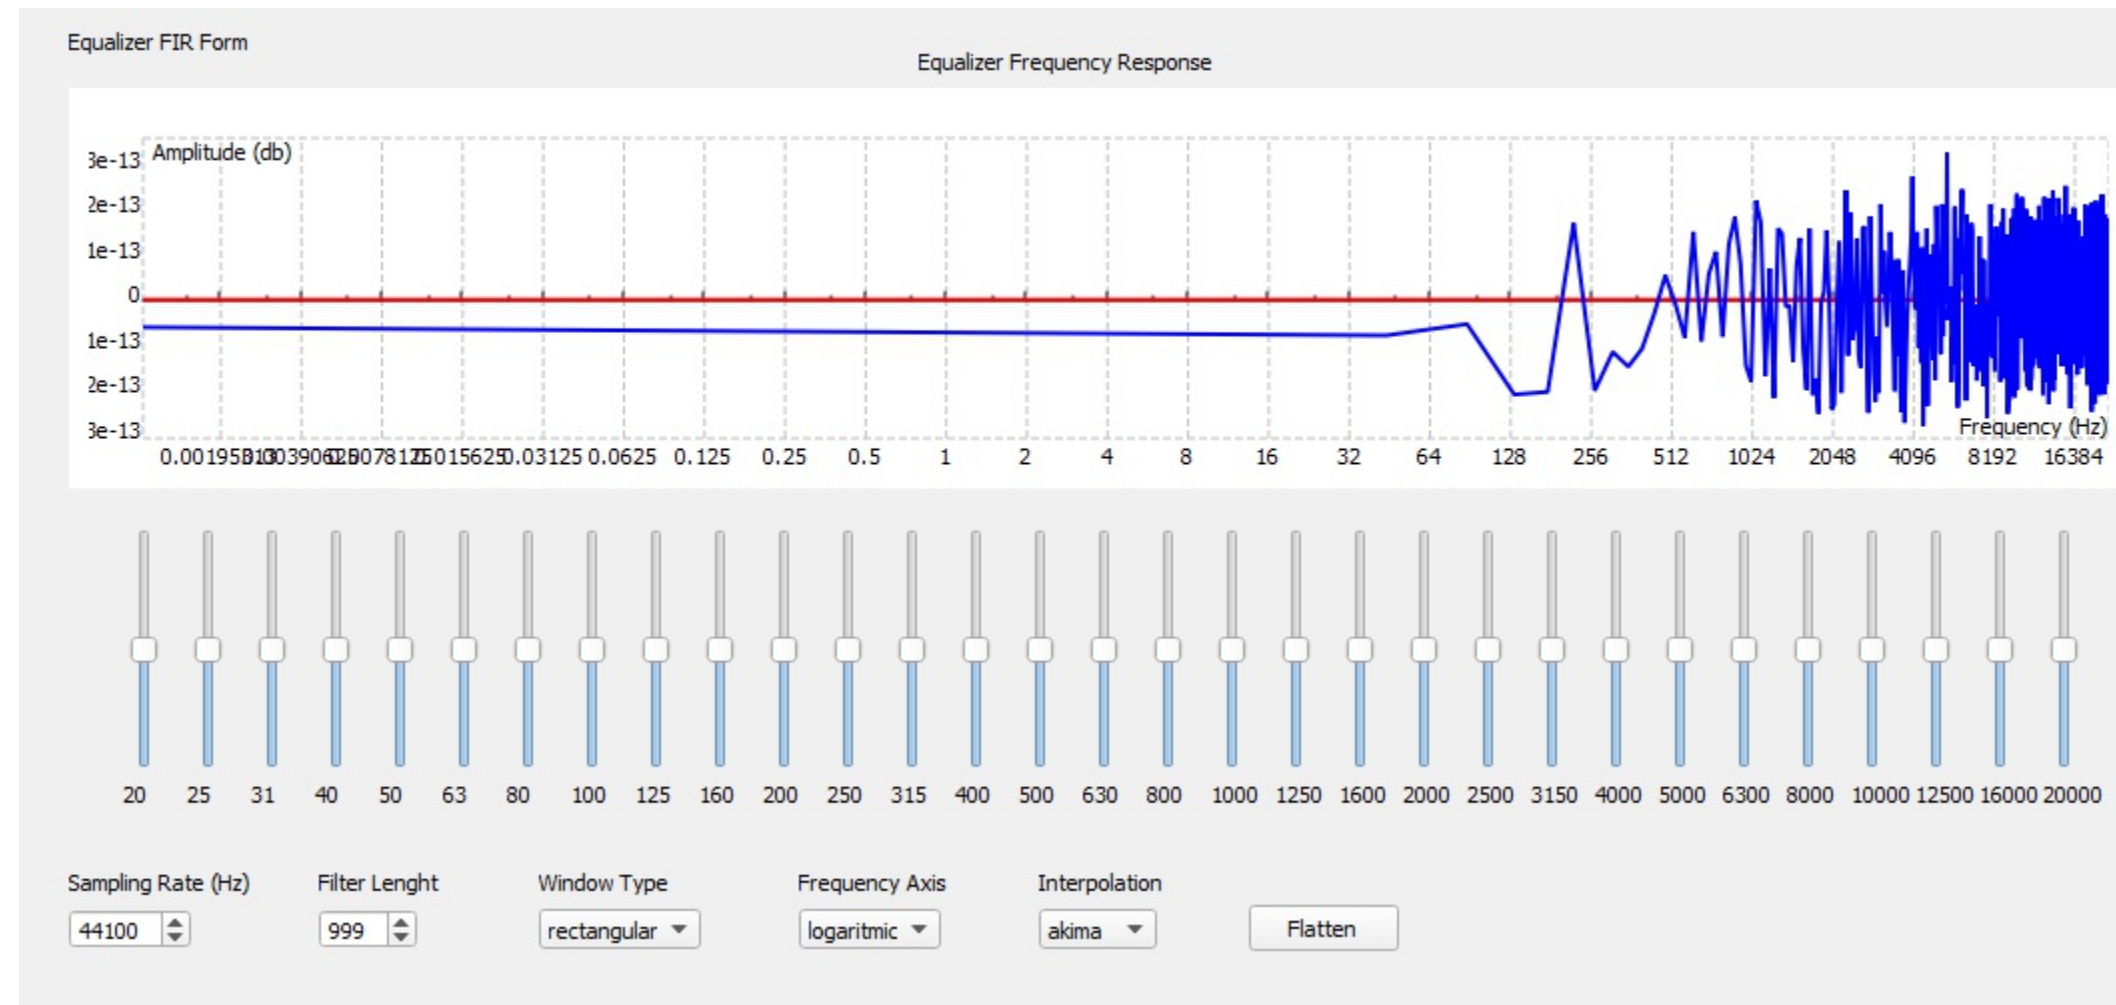 Equalizer FIR Form
Equalizer Frequency Response
Amplitude (db)
3e-13
2e-13
1e-13
0
1e-13
2e-13
3e-13
Frequency (Hz)
0.03125 0.0625 0.125 0.25 0.5 1 2 4 8 16 32 64 128 256 512 1024 2048 4096 8192 16384
20 25 31 40 50 63 80 100 125 160 200 250 315 400 500 630 800 1000 1250 1600 2000 2500 3150 4000 5000 6300 8000 10000 12500 16000 20000
Sampling Rate (Hz) Filter Lenght Window Type Frequency Axis Interpolation
44100 999 rectangular logaritmic akima Flatten